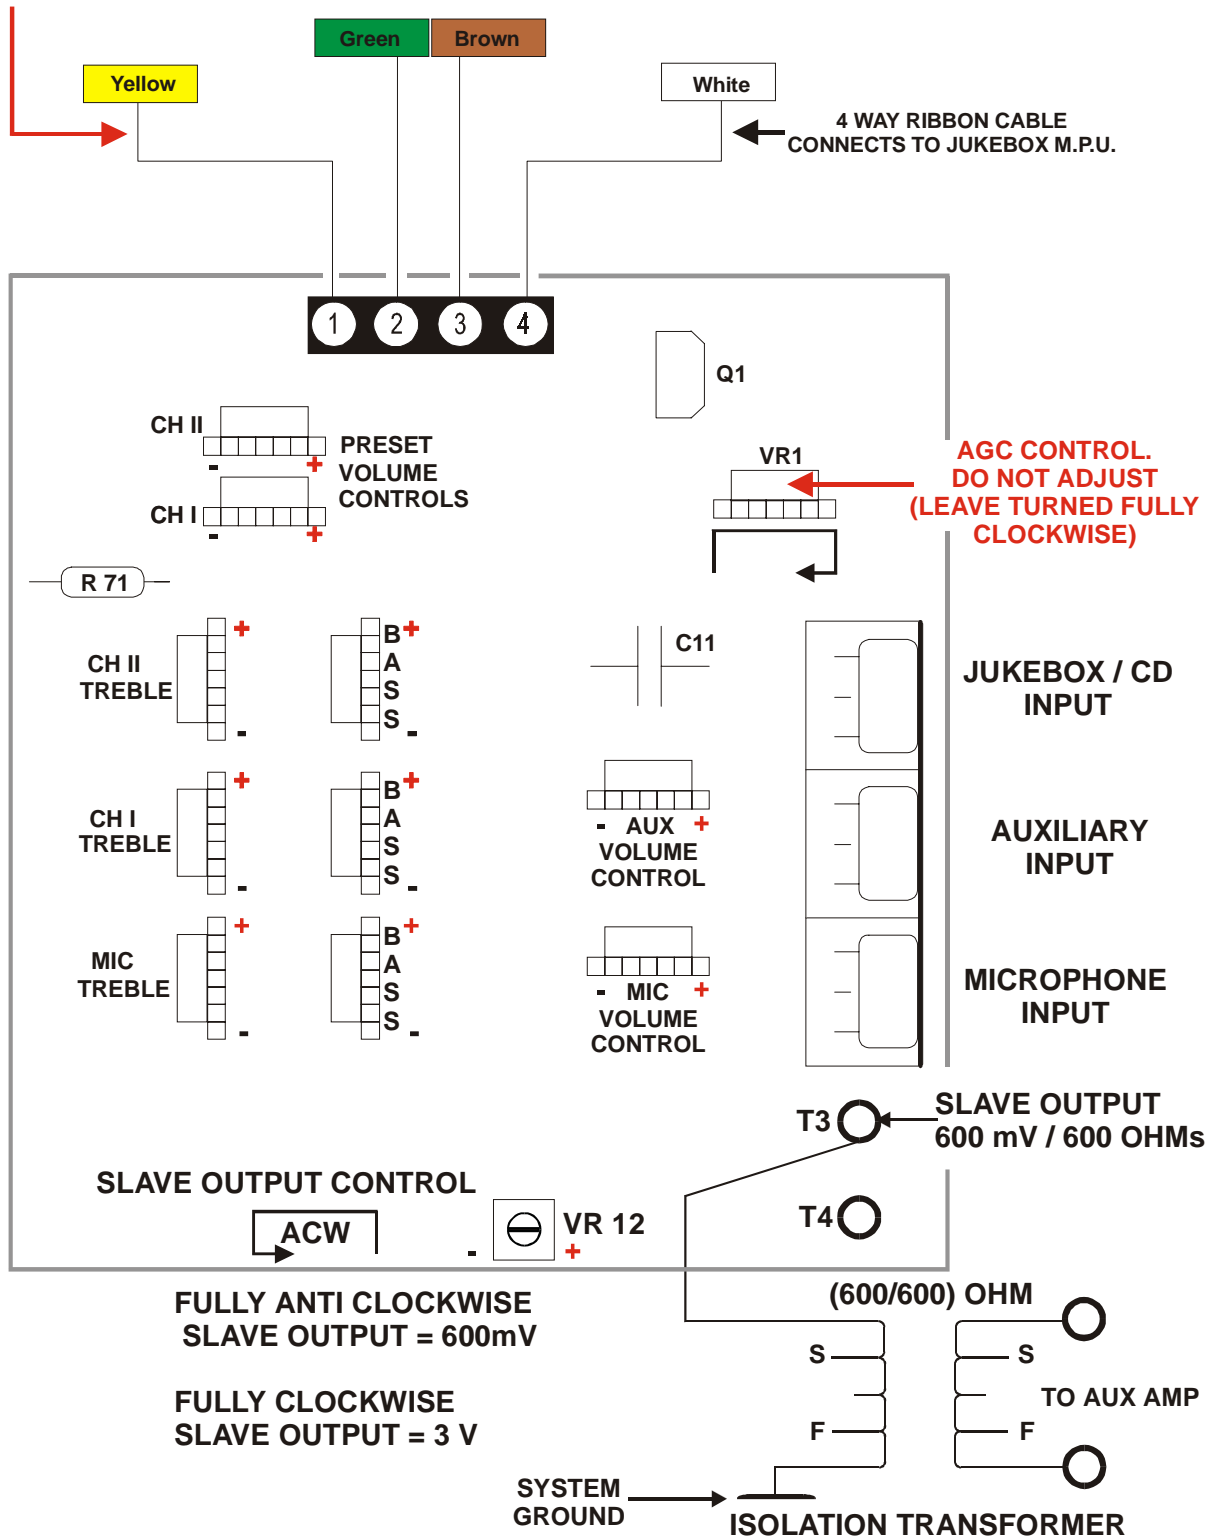 Green
Brown
Yellow
White
4 WAY RIBBON CABLE
CONNECTS TO JUKEBOX M.P.U.
1
2
3
4
Q1
CH II
- +
PRESET
VOLUME
CONTROLS
CH I
- +
VR1
AGC CONTROL.
DO NOT ADJUST
(LEAVE TURNED FULLY
CLOCKWISE)
R 71
CH II
TREBLE
+
-
B +
A
S
S -
C11
JUKEBOX / CD
INPUT
CH I
TREBLE
+
-
B +
A
S
S -
- AUX +
VOLUME
CONTROL
AUXILIARY
INPUT
MIC
TREBLE
+
-
B +
A
S
S -
- MIC +
VOLUME
CONTROL
MICROPHONE
INPUT
T3
SLAVE OUTPUT
600 mV / 600 OHMs
SLAVE OUTPUT CONTROL
ACW
- +
VR 12
T4
FULLY ANTI CLOCKWISE
SLAVE OUTPUT = 600mV
FULLY CLOCKWISE
SLAVE OUTPUT = 3 V
(600/600) OHM
S
S
TO AUX AMP
F
F
SYSTEM
GROUND
ISOLATION TRANSFORMER